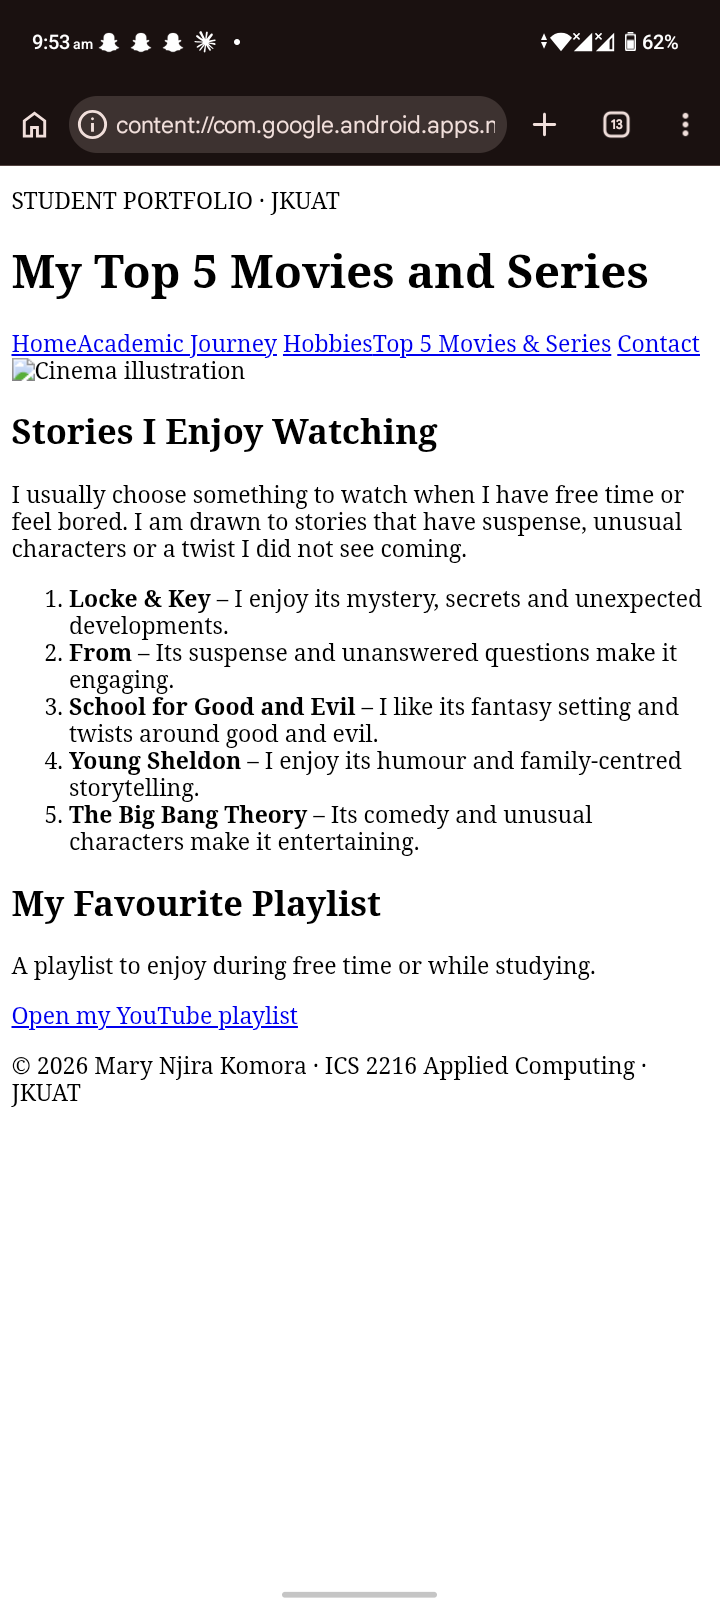 9:53 am
62%
content://com.google.android.apps.n
13
STUDENT PORTFOLIO · JKUAT
My Top 5 Movies and Series
HomeAcademic Journey HobbiesTop 5 Movies & Series Contact
Cinema illustration
Stories I Enjoy Watching
I usually choose something to watch when I have free time or
feel bored. I am drawn to stories that have suspense, unusual
characters or a twist I did not see coming.
1. Locke & Key – I enjoy its mystery, secrets and unexpected
developments.
2. From – Its suspense and unanswered questions make it
engaging.
3. School for Good and Evil – I like its fantasy setting and
twists around good and evil.
4. Young Sheldon – I enjoy its humour and family-centred
storytelling.
5. The Big Bang Theory – Its comedy and unusual
characters make it entertaining.
My Favourite Playlist
A playlist to enjoy during free time or while studying.
Open my YouTube playlist
© 2026 Mary Njira Komora · ICS 2216 Applied Computing ·
JKUAT